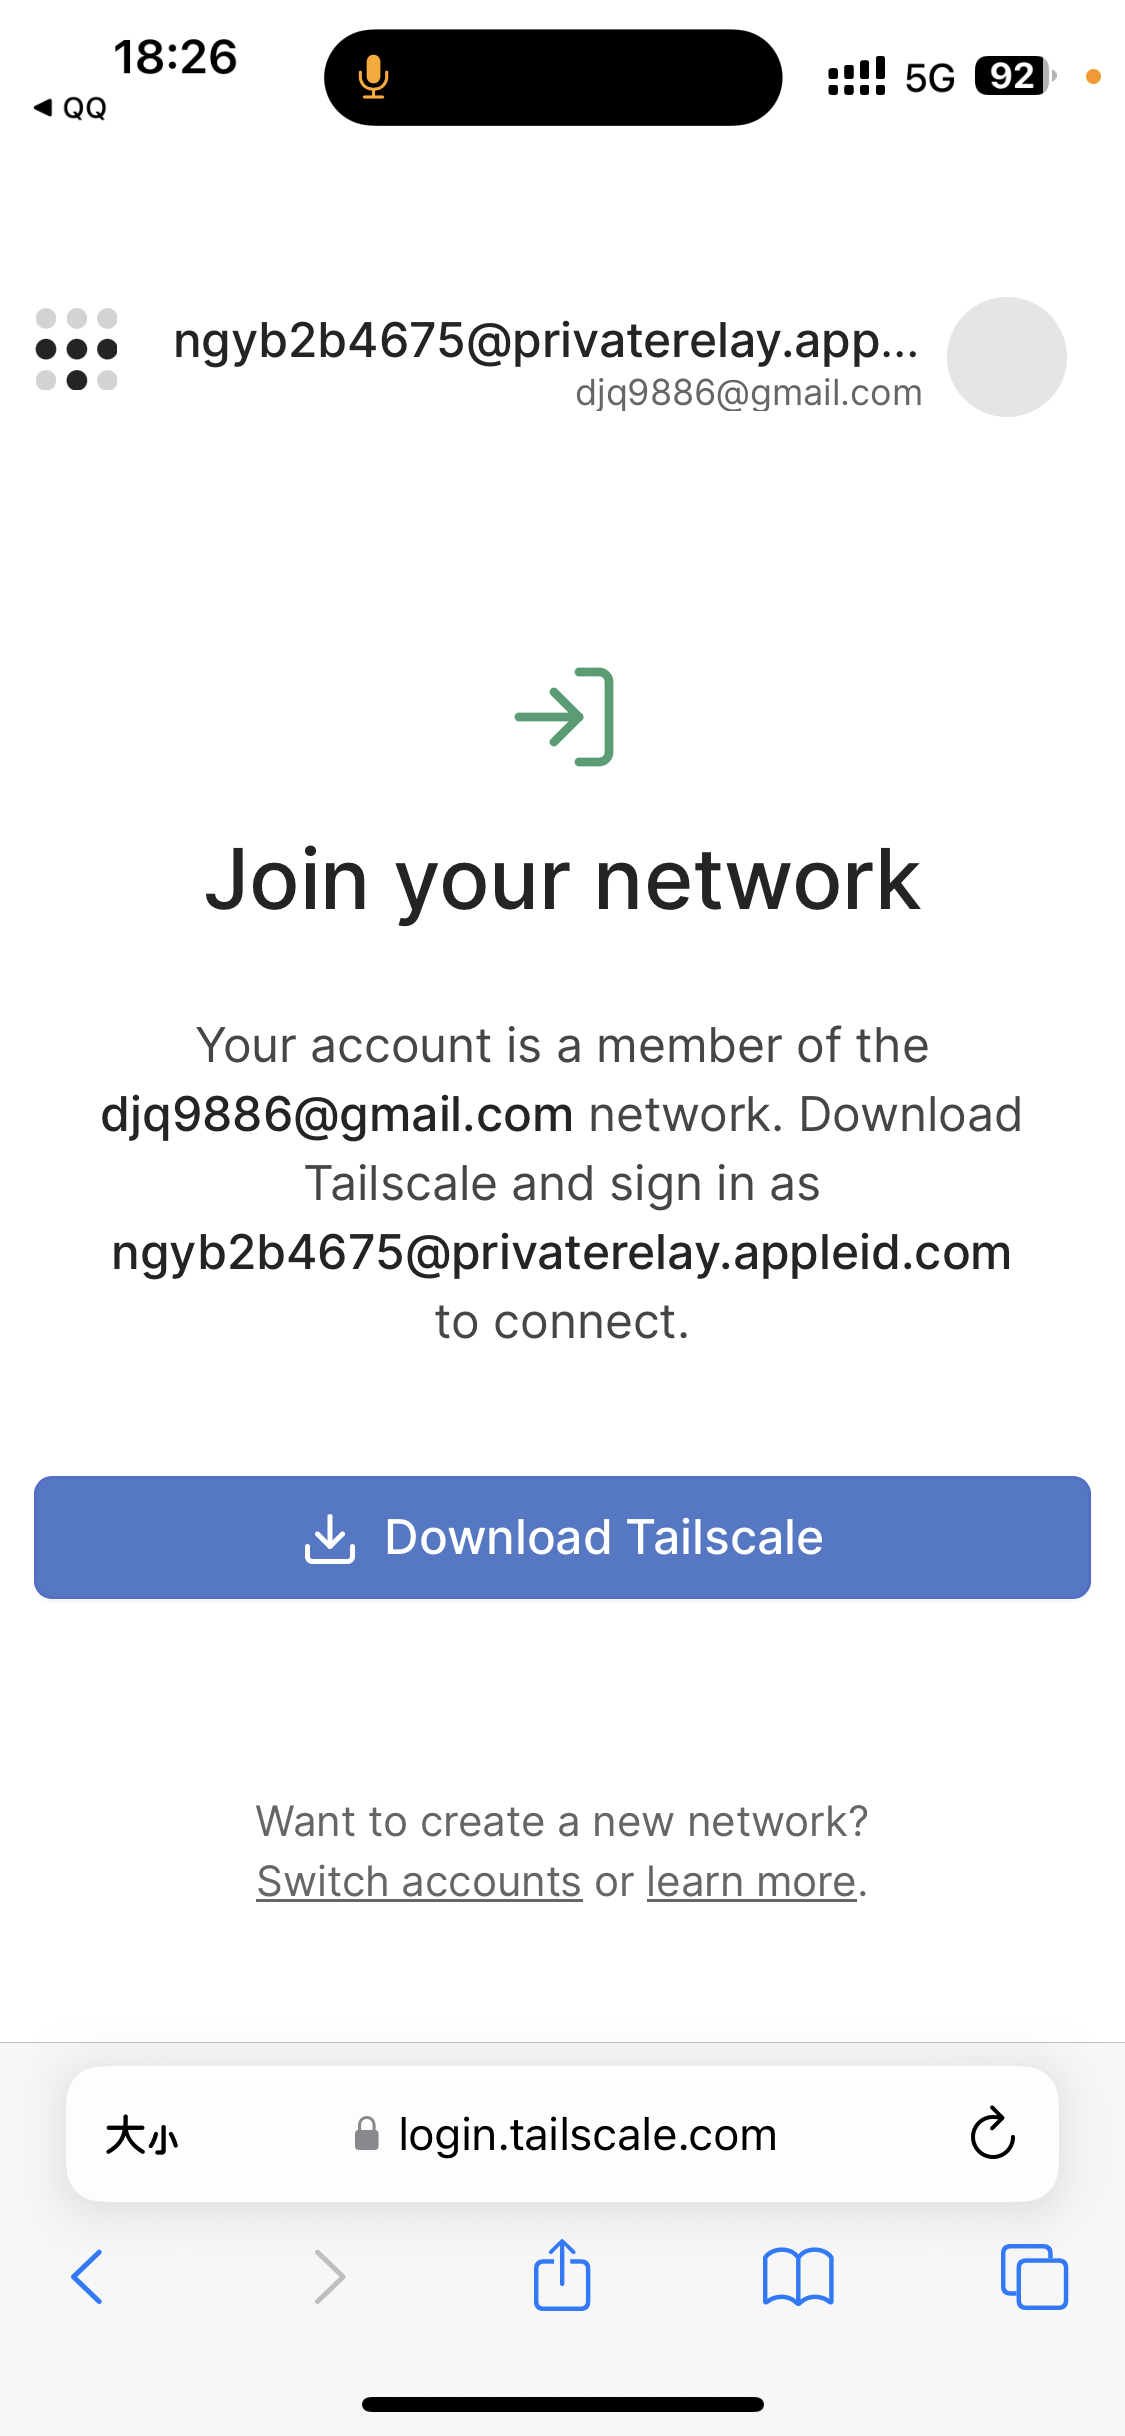 18:26
QQ
5G
92
ngyb2b4675@privaterelay.app...
djq9886@gmail.com
Join your network
Your account is a member of the
djq9886@gmail.com network. Download
Tailscale and sign in as
ngyb2b4675@privaterelay.appleid.com
to connect.
Download Tailscale
Want to create a new network?
Switch accounts or learn more.
大小
login.tailscale.com